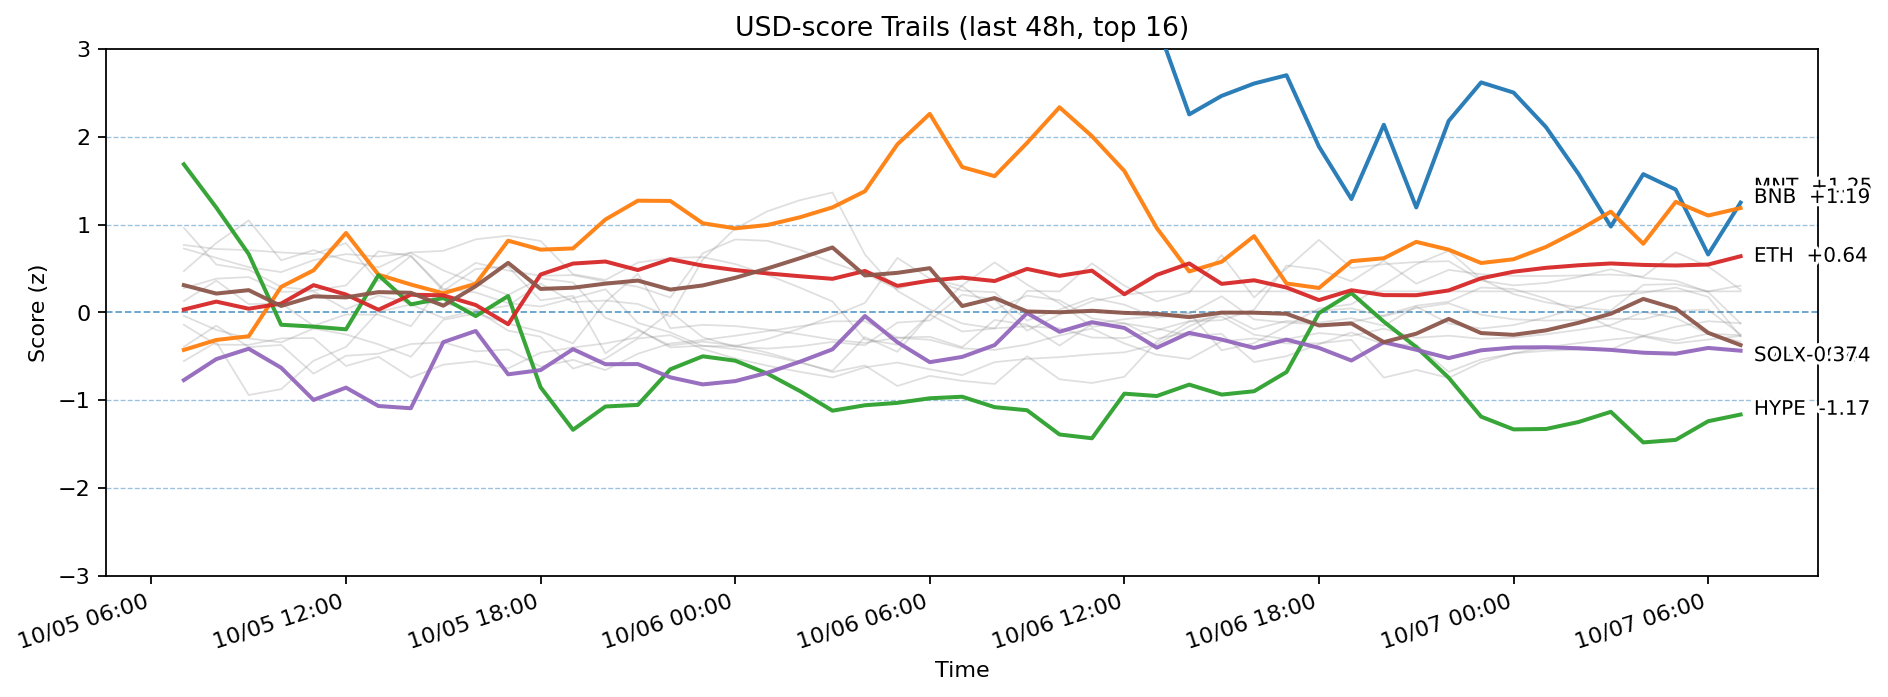 USD-score Trails (last 48h, top 16)
Score (z)
3
2
1
0
−1
−2
−3
MNT +1.25
BNB +1.19
ETH +0.64
HYPE -1.17
10/05 06:00
10/05 12:00
10/05 18:00
10/06 00:00
10/06 06:00
10/06 12:00
10/06 18:00
10/07 00:00
10/07 06:00
Time